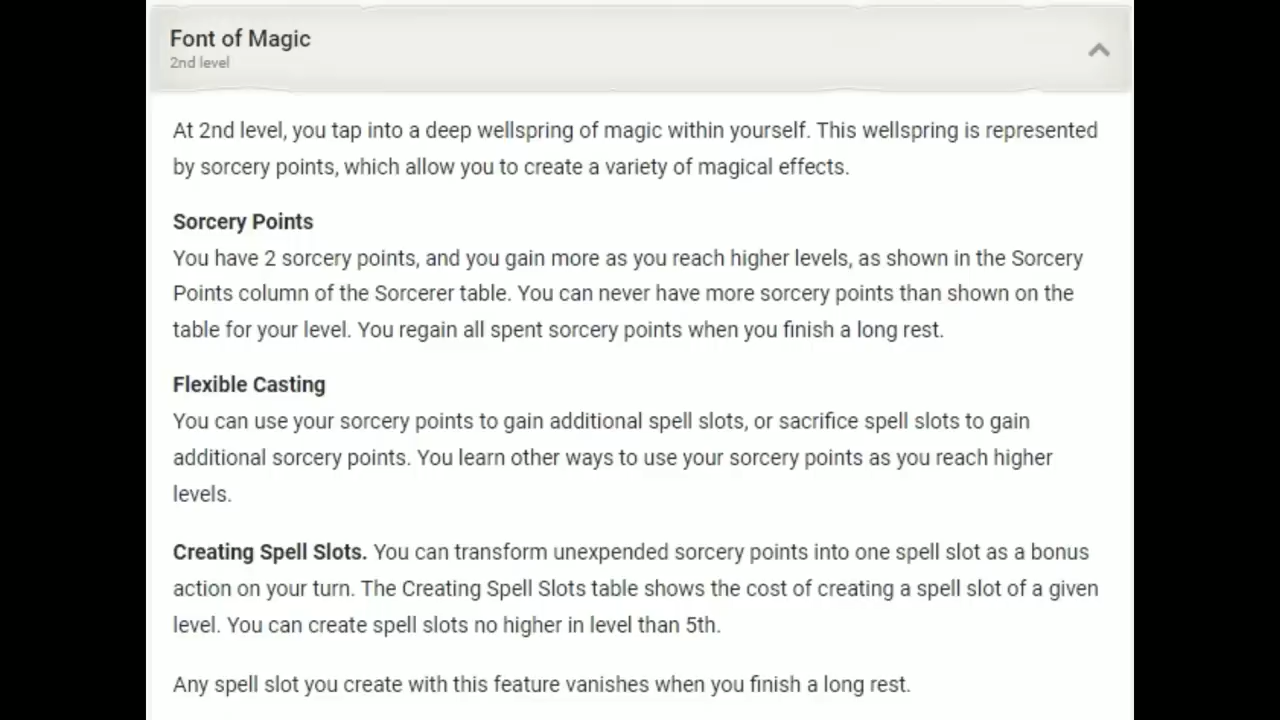 Font of Magic
2nd level
At 2nd level, you tap into a deep wellspring of magic within yourself. This wellspring is represented
by sorcery points, which allow you to create a variety of magical effects.
Sorcery Points
You have 2 sorcery points, and you gain more as you reach higher levels, as shown in the Sorcery
Points column of the Sorcerer table. You can never have more sorcery points than shown on the
table for your level. You regain all spent sorcery points when you finish a long rest.
Flexible Casting
You can use your sorcery points to gain additional spell slots, or sacrifice spell slots to gain
additional sorcery points. You learn other ways to use your sorcery points as you reach higher
levels.
Creating Spell Slots. You can transform unexpended sorcery points into one spell slot as a bonus
action on your turn. The Creating Spell Slots table shows the cost of creating a spell slot of a given
level. You can create spell slots no higher in level than 5th.
Any spell slot you create with this feature vanishes when you finish a long rest.